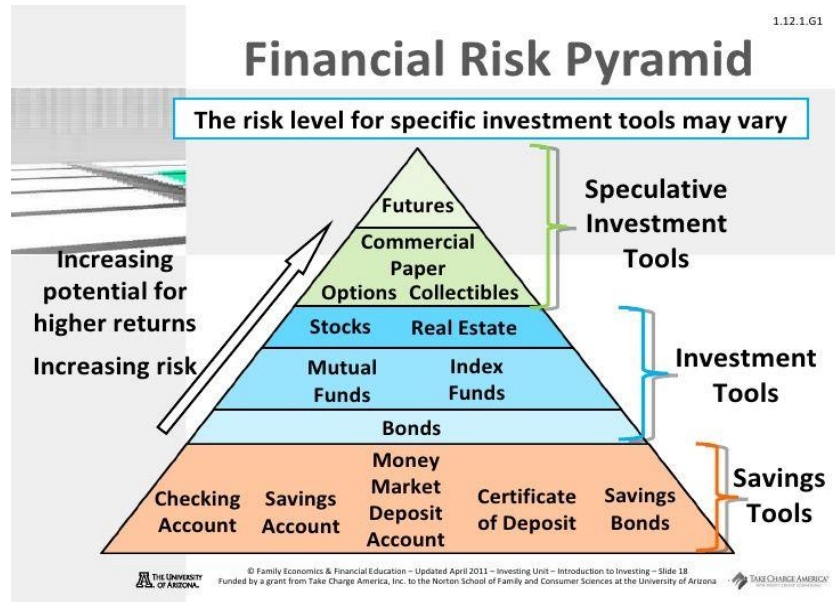 1.12.1.G1
Financial Risk Pyramid
The risk level for specific investment tools may vary
Futures
Commercial
Paper
Options Collectibles
Speculative
Investment
Tools
Increasing
potential for
higher returns
Increasing risk
Stocks Real Estate
Mutual
Funds
Index
Funds
Bonds
Investment
Tools
Checking
Account
Savings
Account
Money
Market
Deposit
Account
Certificate
of Deposit
Savings
Bonds
Savings
Tools
THE UNIVERSITY
OF ARIZONA.
© Family Economics & Financial Education – Updated April 2011 – Investing Unit – Introduction to Investing – Slide 18
Funded by a grant from Take Charge America, Inc. to the Norton School of Family and Consumer Sciences at the University of Arizona
TAKE CHARGE AMERICA®